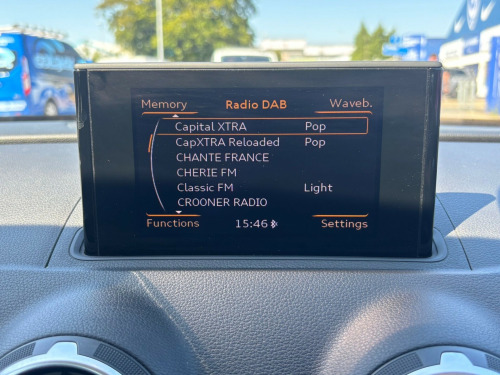 Memory Radio DAB Waveb.
Capital XTRA Pop
CapXTRA Reloaded Pop
CHANTE FRANCE
CHERIE FM
Classic FM Light
CROONER RADIO
Functions 15:46 Settings